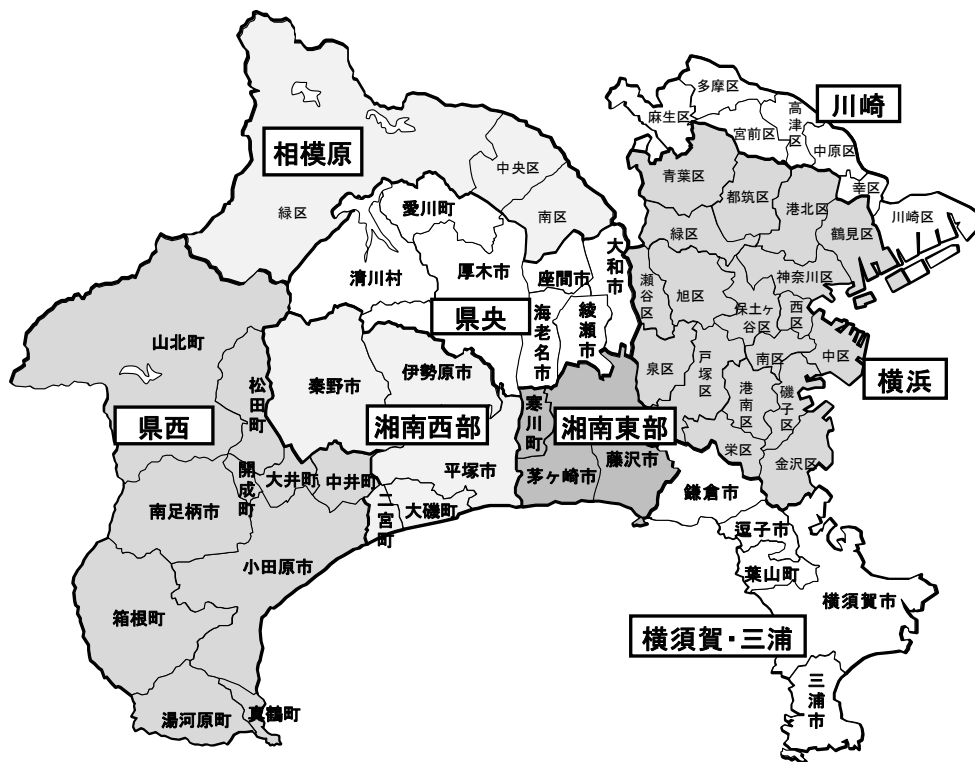 川崎
多摩区
麻生区
宮前区
高津区
中原区
幸区
川崎区
相模原
緑区
中央区
南区
青葉区
都筑区
港北区
鶴見区
緑区
神奈川区
瀬谷区
旭区
保土ヶ谷区
西区
中区
泉区
戸塚区
南区
港南区
磯子区
栄区
金沢区
横浜
愛川町
清川村
厚木市
座間市
大和市
海老名市
綾瀬市
県央
山北町
松田町
県西
南足柄市
開成町
大井町
中井町
小田原市
箱根町
湯河原町
真鶴町
秦野市
伊勢原市
湘南西部
平塚市
二宮町
大磯町
寒川町
湘南東部
茅ヶ崎市
藤沢市
鎌倉市
逗子市
葉山町
横須賀市
横須賀・三浦
三浦市